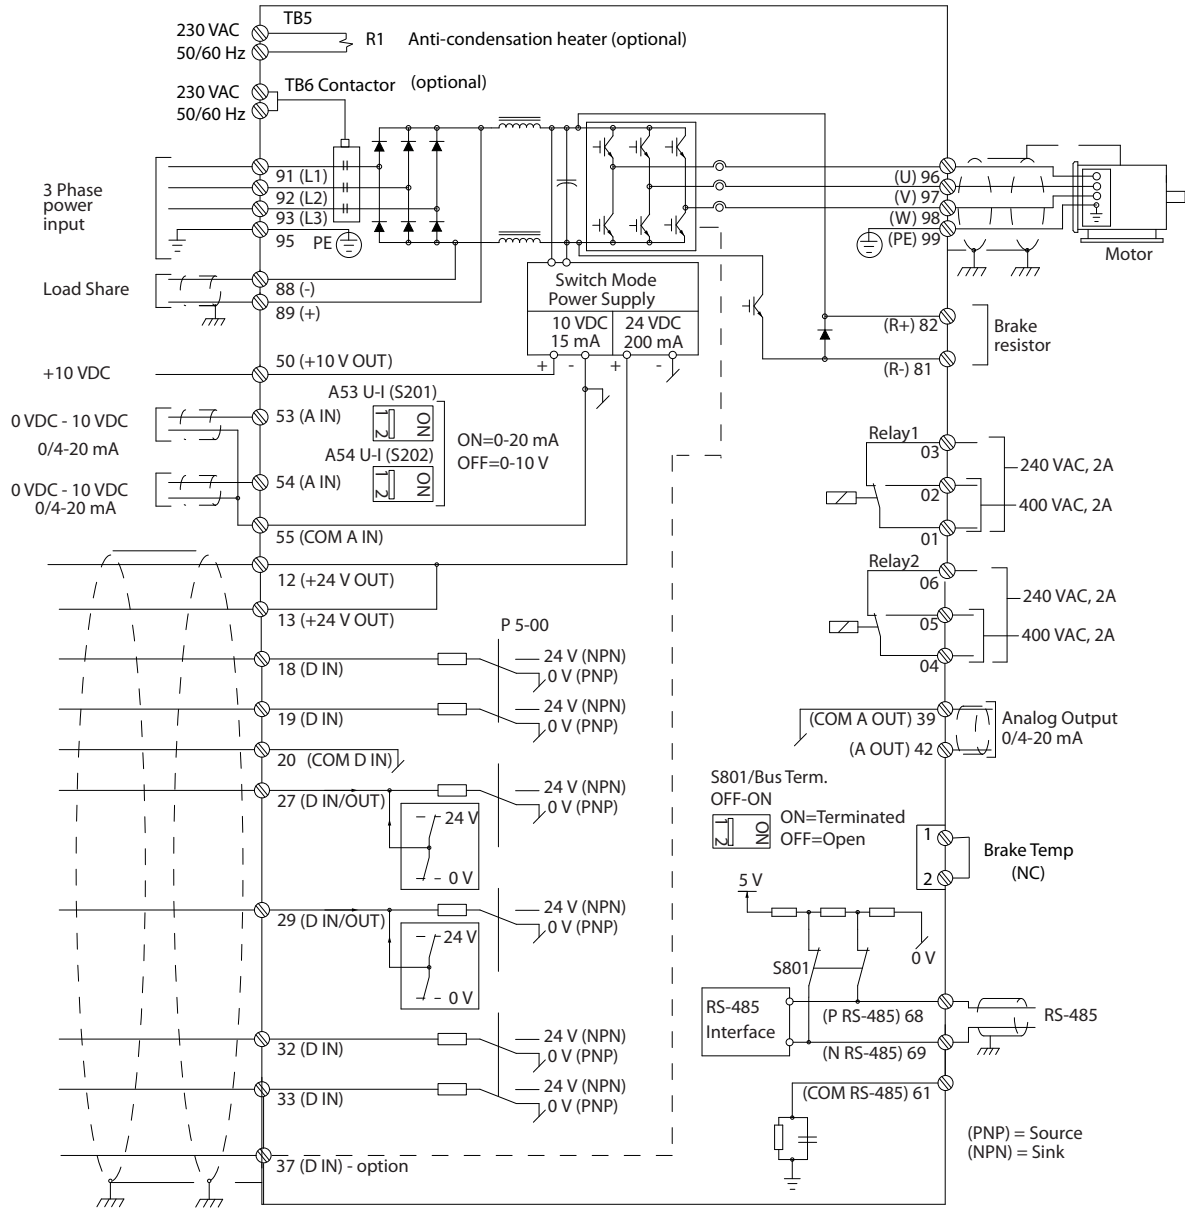 TB5
230 VAC
50/60 Hz
R1
Anti-condensation heater (optional)
TB6 Contactor (optional)
230 VAC
50/60 Hz
3 Phase
power
input
91 (L1)
92 (L2)
93 (L3)
95
PE
(U) 96
(V) 97
(W) 98
(PE) 99
Motor
Load Share
88 (-)
89 (+)
Switch Mode
Power Supply
10 VDC
15 mA
24 VDC
200 mA
+ - + -
(R+) 82
(R-) 81
Brake
resistor
+10 VDC
50 (+10 V OUT)
0 VDC - 10 VDC
0/4-20 mA
53 (A IN)
A53 U-I (S201)
1 2
ON
A54 U-I (S202)
1 2
ON
ON=0-20 mA
OFF=0-10 V
0 VDC - 10 VDC
0/4-20 mA
54 (A IN)
55 (COM A IN)
Relay1
03
02
01
240 VAC, 2A
400 VAC, 2A
Relay2
06
05
04
240 VAC, 2A
400 VAC, 2A
12 (+24 V OUT)
13 (+24 V OUT)
P 5-00
18 (D IN)
24 V (NPN)
0 V (PNP)
19 (D IN)
24 V (NPN)
0 V (PNP)
20 (COM D IN)
27 (D IN/OUT)
24 V (NPN)
0 V (PNP)
24 V
0 V
29 (D IN/OUT)
24 V (NPN)
0 V (PNP)
24 V
0 V
32 (D IN)
24 V (NPN)
0 V (PNP)
33 (D IN)
24 V (NPN)
0 V (PNP)
37 (D IN) - option
(COM A OUT) 39
(A OUT) 42
Analog Output
0/4-20 mA
S801/Bus Term.
OFF-ON
1 2
ON
ON=Terminated
OFF=Open
1
2
Brake Temp
(NC)
5 V
0 V
S801
RS-485
Interface
(P RS-485) 68
(N RS-485) 69
RS-485
(COM RS-485) 61
(PNP) = Source
(NPN) = Sink